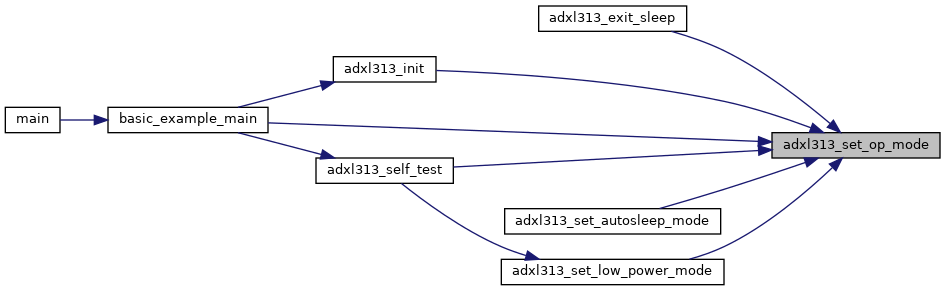 adxl313_exit_sleep
adxl313_init
main
basic_example_main
adxl313_set_op_mode
adxl313_self_test
adxl313_set_autosleep_mode
adxl313_set_low_power_mode